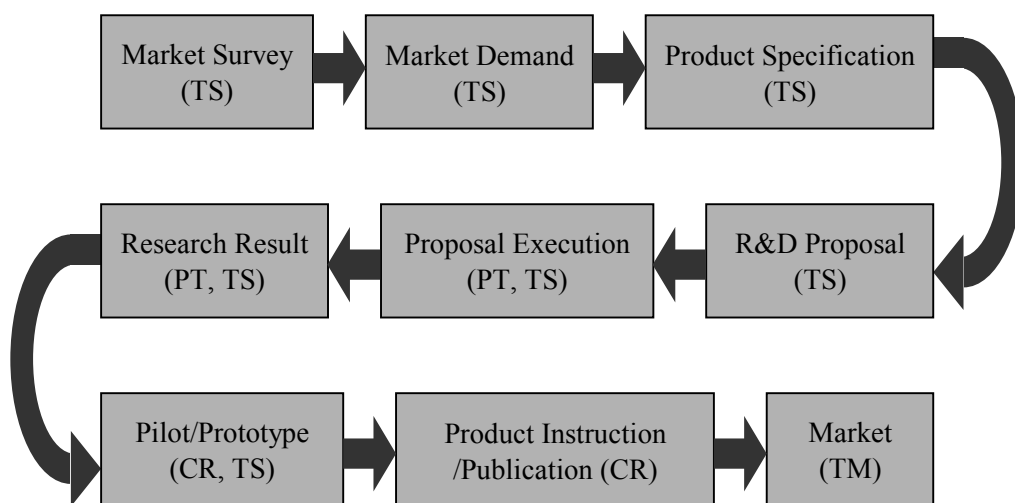 Market Survey
(TS)
Market Demand
(TS)
Product Specification
(TS)
R&D Proposal
(TS)
Proposal Execution
(PT, TS)
Research Result
(PT, TS)
Pilot/Prototype
(CR, TS)
Product Instruction
/Publication (CR)
Market
(TM)